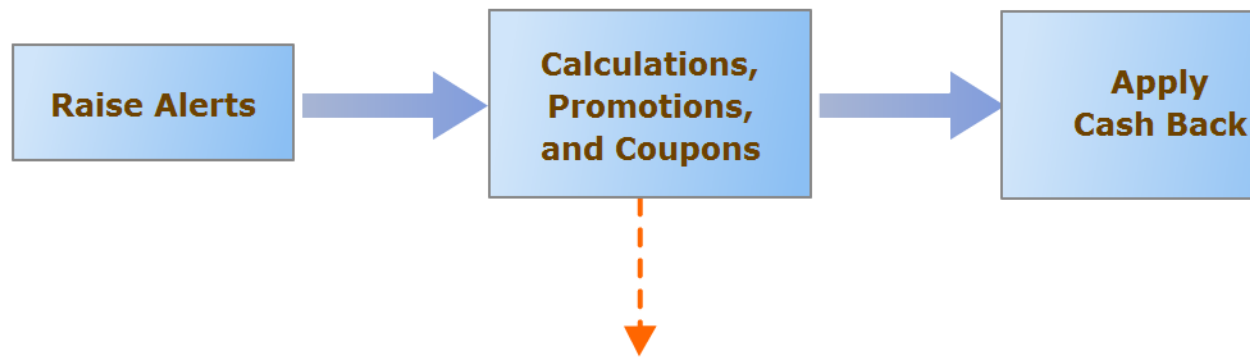 Raise Alerts
Calculations,
Promotions,
and Coupons
Apply
Cash Back